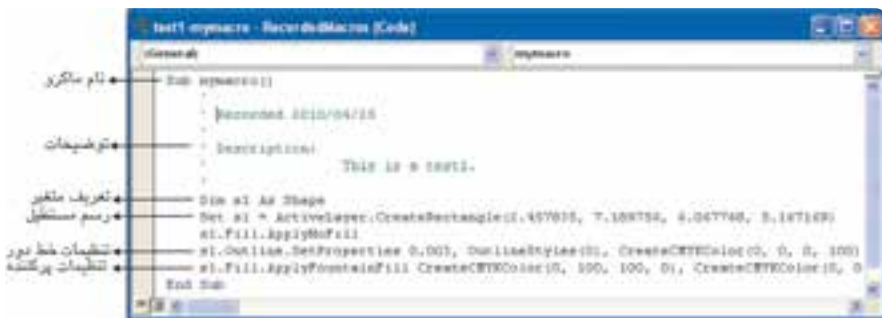 test1-mymacro - RecordedMacros (Code)
(General) mymacro
نام ماکرو
Sub mymacro()
'
' Recorded 2010/04/25
'
توضیحات
' Description:
' This is a test1.
'
تعریف متغیر
Dim s1 As Shape
رسم مستطیل
Set s1 = ActiveLayer.CreateRectangle(
s1.Fill.ApplyNoFill
تنظیمات خط دور
s1.Outline.SetProperties 0.003, OutlineStyles(0), CreateCMYKColor(0, 0, 0, 100)
تنظیمات پرکننده
s1.Fill.ApplyFountainFill CreateCMYKColor(0, 100, 100, 0), CreateCMYKColor(0, 0
End Sub